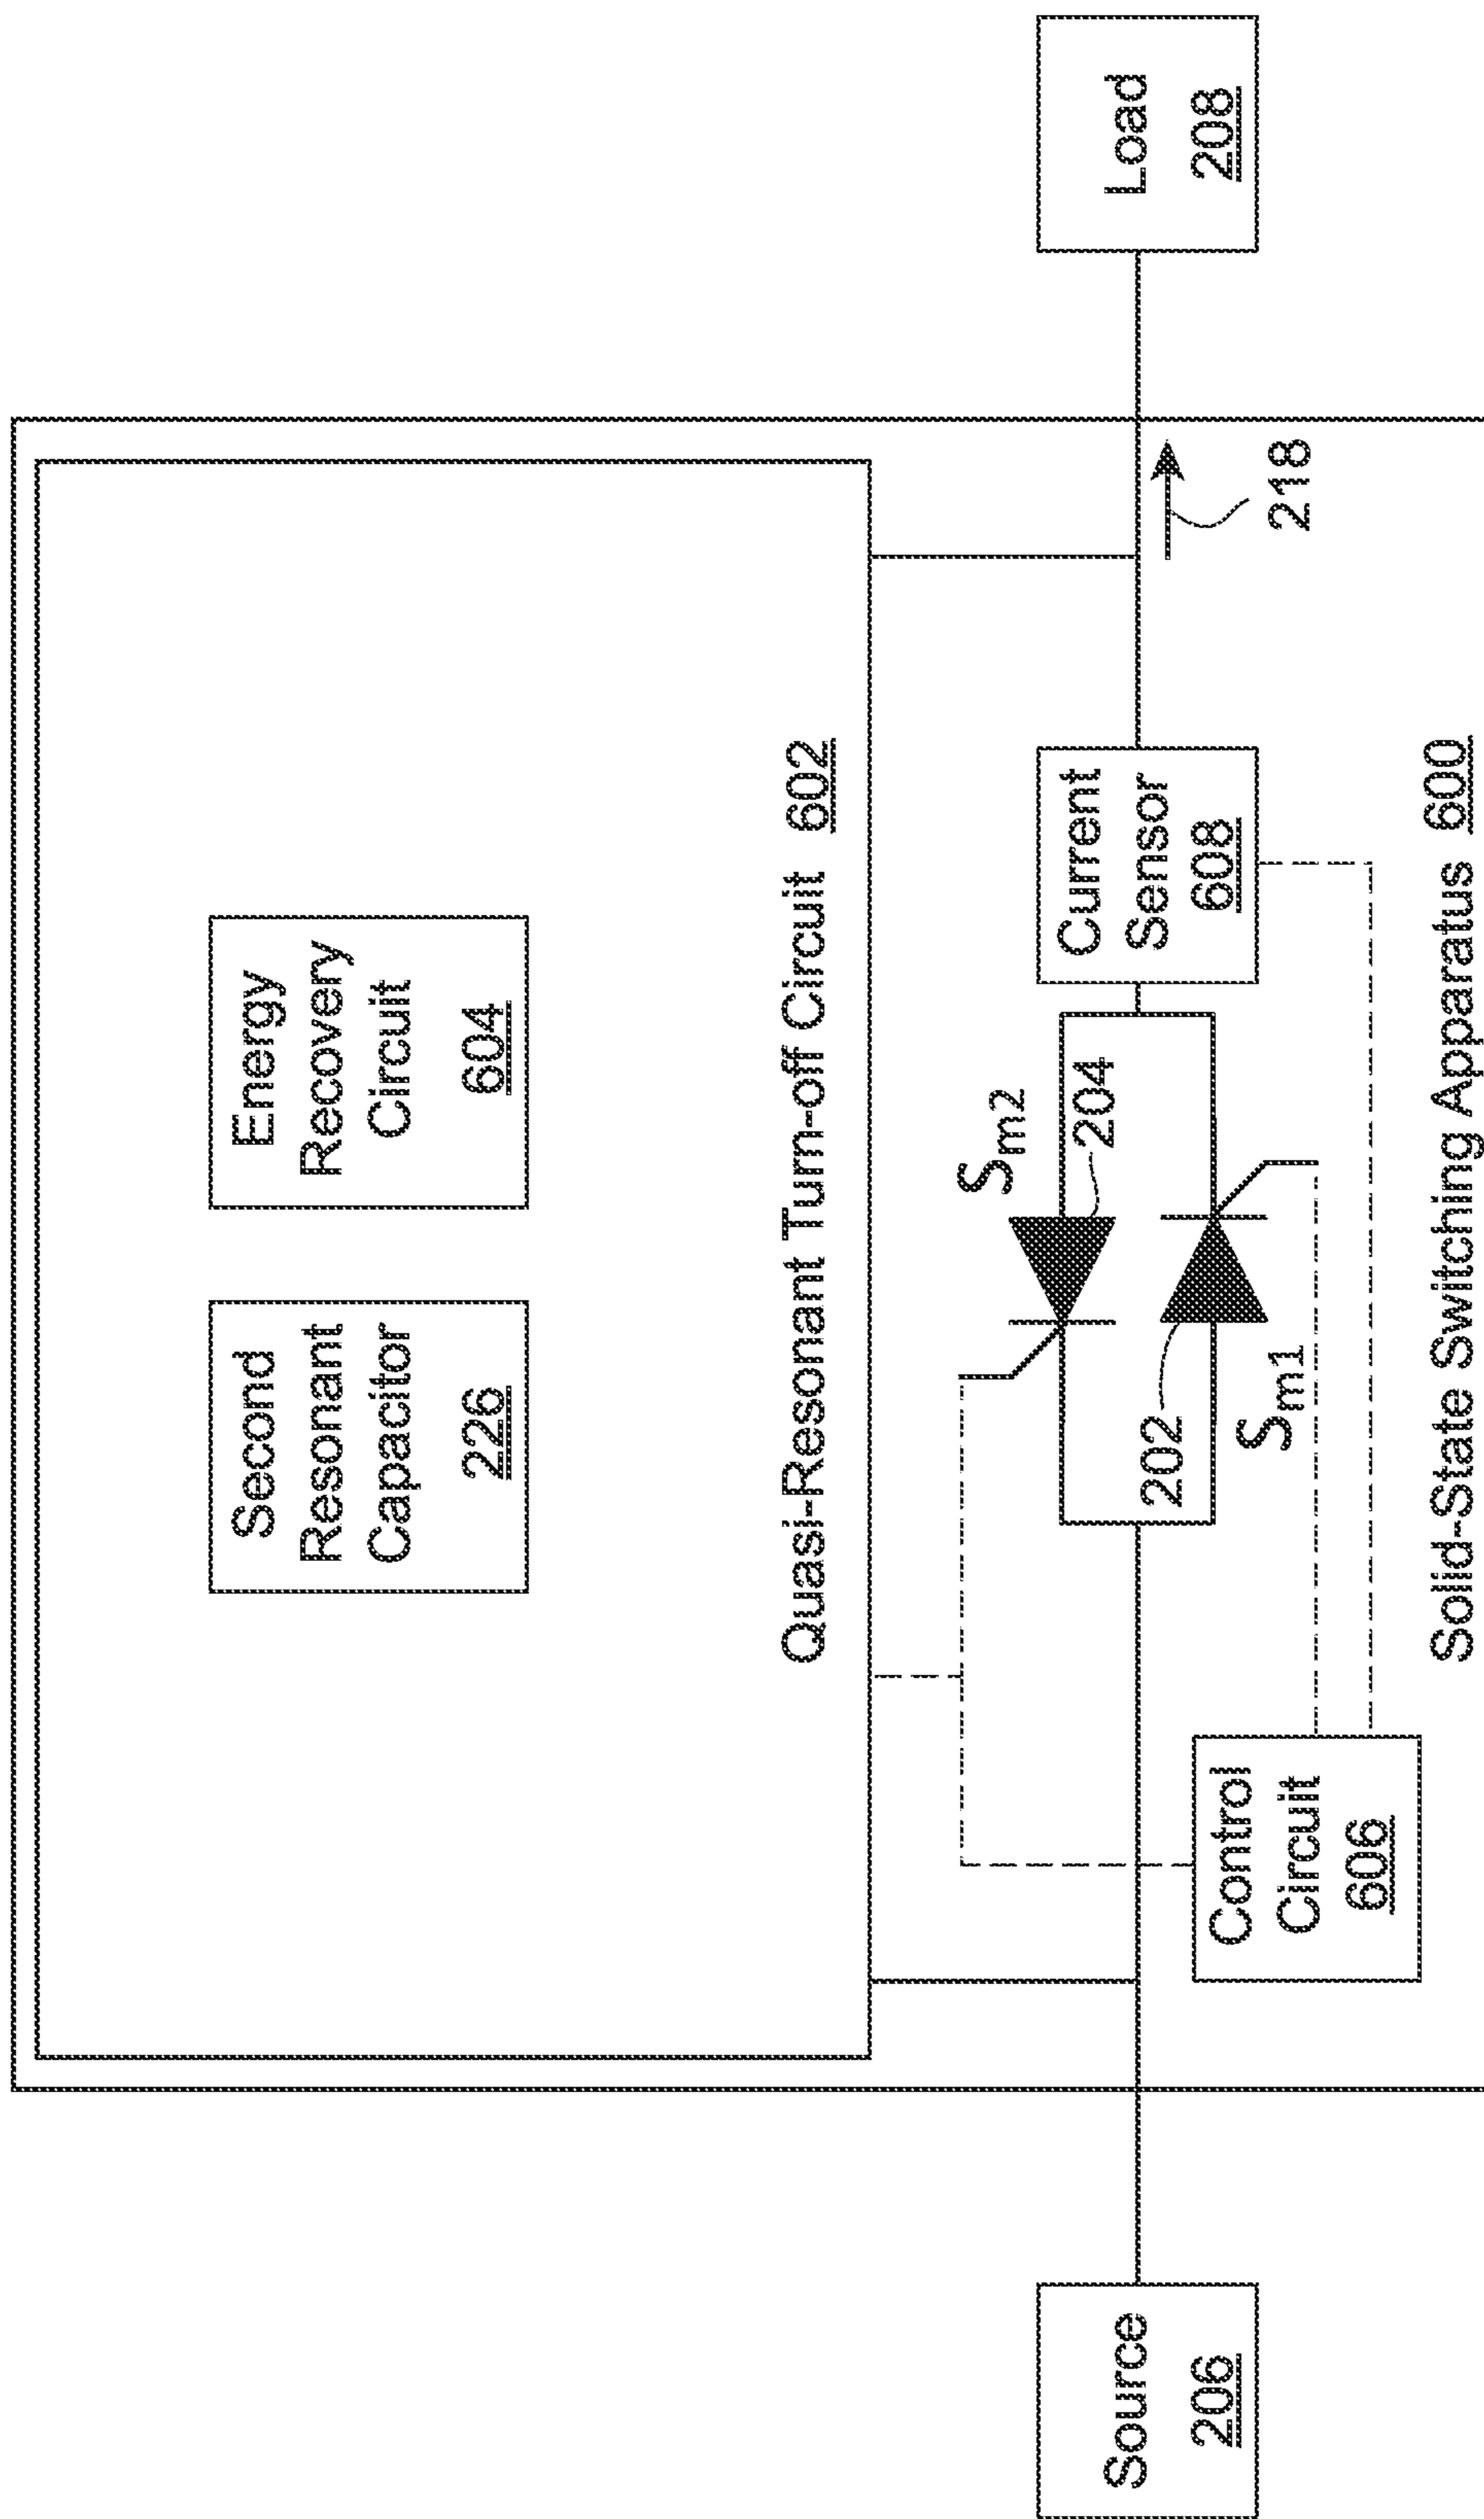 Second
Resonant
Capacitor
226
Energy
Recovery
Circuit
604
Quasi-Resonant Turn-off Circuit 602
Sm2
204
202
Sm1
Current
Sensor
608
218
Source
206
Load
208
Control
Circuit
606
Solid-State Switching Apparatus 600